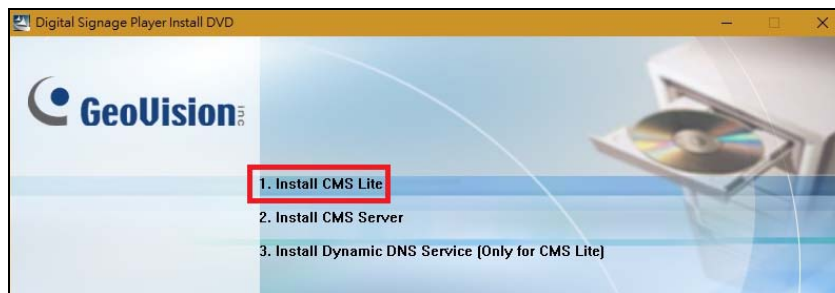 Digital Signage Player Install DVD
GeoVision inc
1. Install CMS Lite
2. Install CMS Server
3. Install Dynamic DNS Service (Only for CMS Lite)